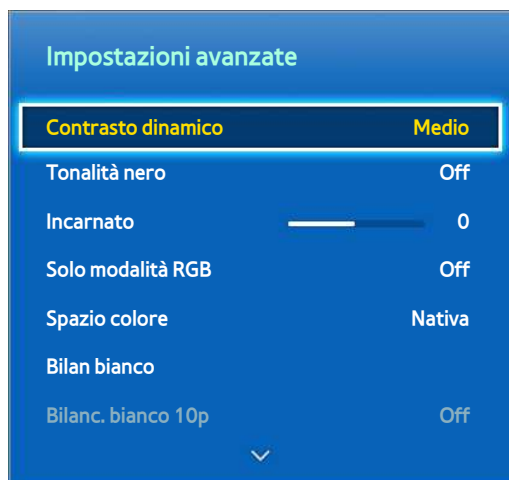 Impostazioni avanzate
Contrasto dinamico Medio
Tonalità nero Off
Incarnato 0
Solo modalità RGB Off
Spazio colore Nativa
Bilan bianco
Bilanc. bianco 10p Off